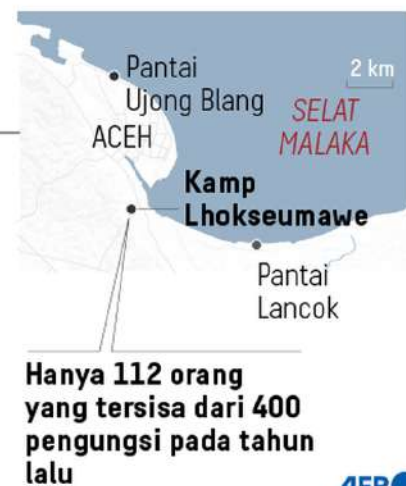 Pantai
Ujong Blang
2 km
SELAT
MALAKA
ACEH
Kamp
Lhokseumawe
Pantai
Lancok
Hanya 112 orang
yang tersisa dari 400
pengungsi pada tahun
lalu
AFP